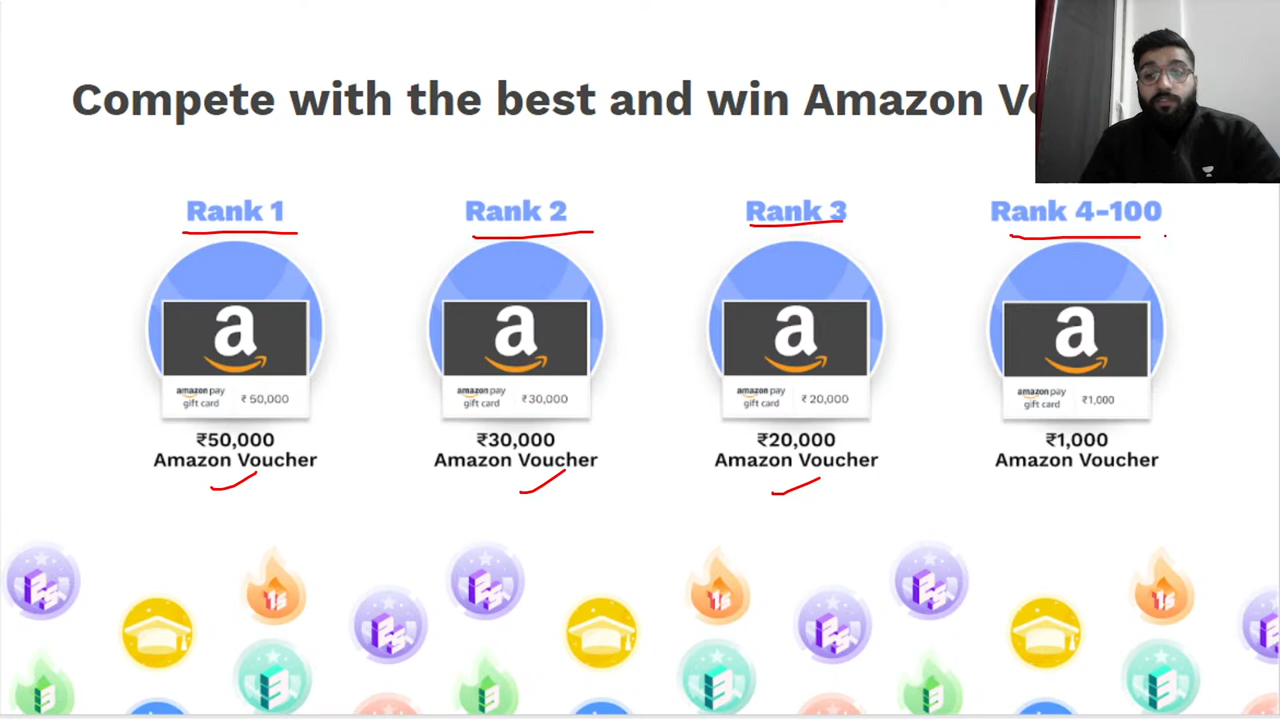 Compete with the best and win Amazon
Rank 1
Rank 2
Rank 3
Rank 4-100
a
a
a
a
amazon pay
gift card
₹ 50,000
amazon pay
gift card
₹30,000
amazon pay
gift card
₹ 20,000
amazon pay
gift card
₹1,000
₹50,000
Amazon Voucher
₹30,000
Amazon Voucher
₹20,000
Amazon Voucher
₹1,000
Amazon Voucher